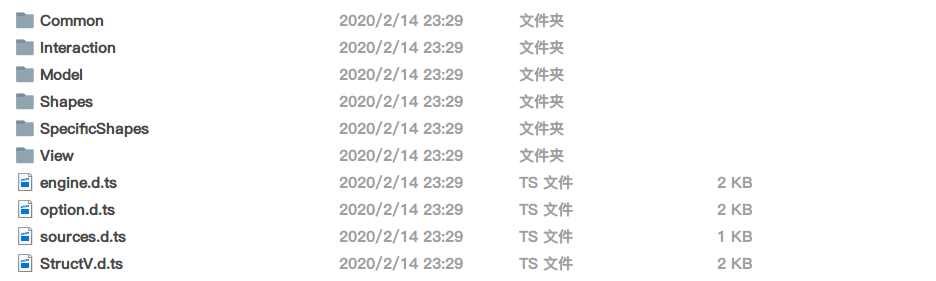 Common 2020/2/14 23:29 文件夹
Interaction 2020/2/14 23:29 文件夹
Model 2020/2/14 23:29 文件夹
Shapes 2020/2/14 23:29 文件夹
SpecificShapes 2020/2/14 23:29 文件夹
View 2020/2/14 23:29 文件夹
engine.d.ts 2020/2/14 23:29 TS 文件 2 KB
option.d.ts 2020/2/14 23:29 TS 文件 2 KB
sources.d.ts 2020/2/14 23:29 TS 文件 1 KB
StructV.d.ts 2020/2/14 23:29 TS 文件 2 KB